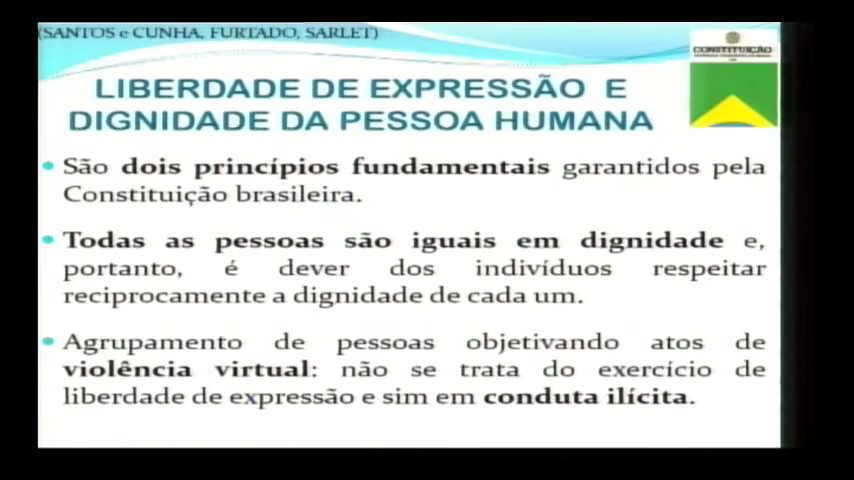 (SANTOS e CUNHA, FURTADO, SARLET)
CONSTITUIÇÃO
LIBERDADE DE EXPRESSÃO E
DIGNIDADE DA PESSOA HUMANA
• São dois princípios fundamentais garantidos pela
Constituição brasileira.
• Todas as pessoas são iguais em dignidade e,
portanto, é dever dos indivíduos respeitar
reciprocamente a dignidade de cada um.
• Agrupamento de pessoas objetivando atos de
violência virtual: não se trata do exercício de
liberdade de expressão e sim em conduta ilícita.